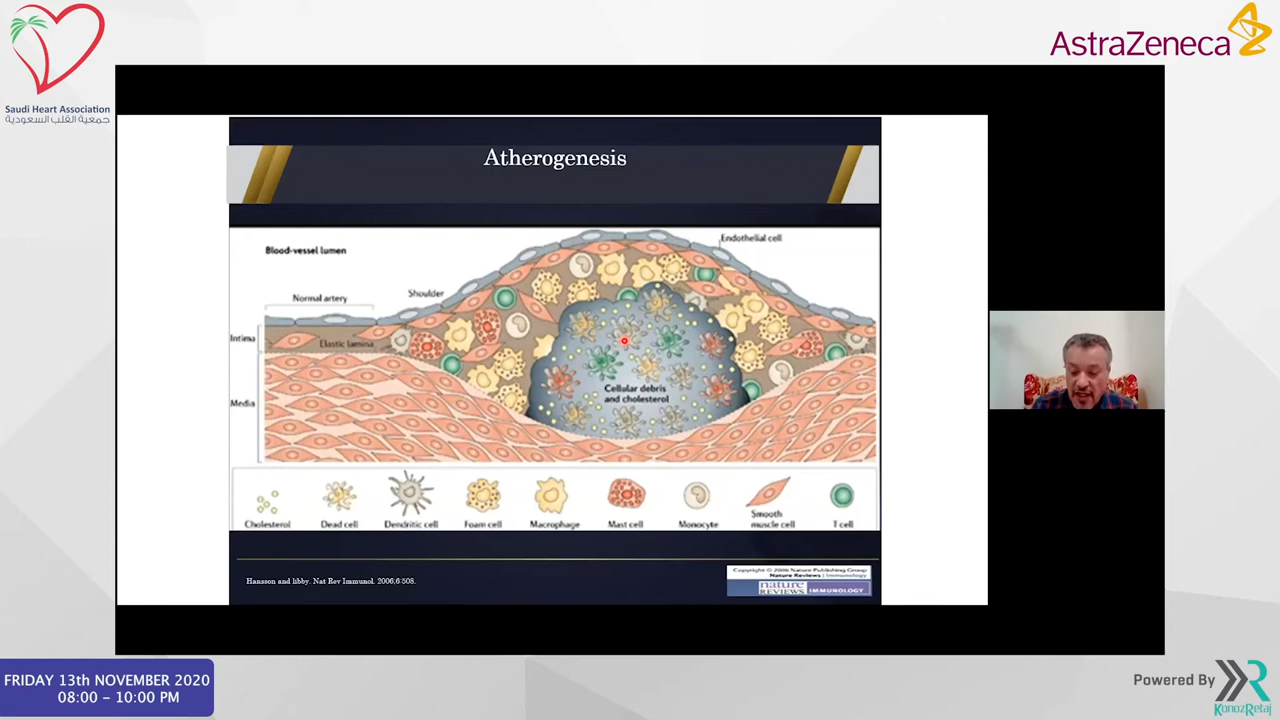 Saudi Heart Association
جمعية القلب السعودية
AstraZeneca
Atherogenesis
Blood-vessel lumen
Endothelial cell
Shoulder
Normal artery
Intima
Elastic lamina
Media
Cellular debris
and cholesterol
Cholesterol
Dead cell
Dendritic cell
Foam cell
Macrophage
Mast cell
Monocyte
Smooth
muscle cell
T cell
Hansson and libby. Nat Rev Immunol. 2006;6:508.
Copyright © 2006 Nature Publishing Group
Nature Reviews | Immunology
nature
REVIEWS IMMUNOLOGY
FRIDAY 13th NOVEMBER 2020
08:00 – 10:00 PM
Powered By
KonozRetaj